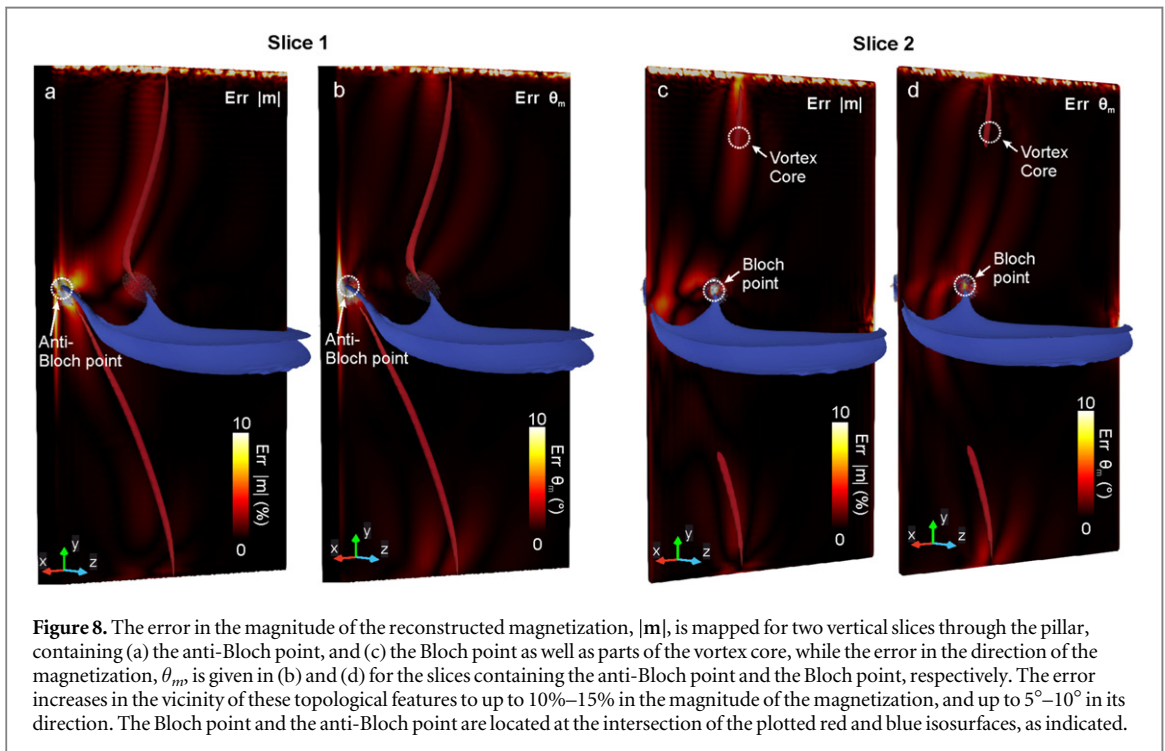 Slice 1
Slice 2
a
Err |m|
b
Err θm
c
Err |m|
d
Err θm
Vortex
Core
Vortex
Core
Bloch
point
Bloch
point
Anti-
Bloch point
Anti-
Bloch point
10
Err |m| (%)
0
10
Err θm (°)
0
10
Err |m| (%)
0
10
Err θm (°)
0
x y z
x y z
x y z
x y z
Figure 8. The error in the magnitude of the reconstructed magnetization, |m|, is mapped for two vertical slices through the pillar,
containing (a) the anti-Bloch point, and (c) the Bloch point as well as parts of the vortex core, while the error in the direction of the
magnetization, θm, is given in (b) and (d) for the slices containing the anti-Bloch point and the Bloch point, respectively. The error
increases in the vicinity of these topological features to up to 10%–15% in the magnitude of the magnetization, and up to 5°–10° in its
direction. The Bloch point and the anti-Bloch point are located at the intersection of the plotted red and blue isosurfaces, as indicated.